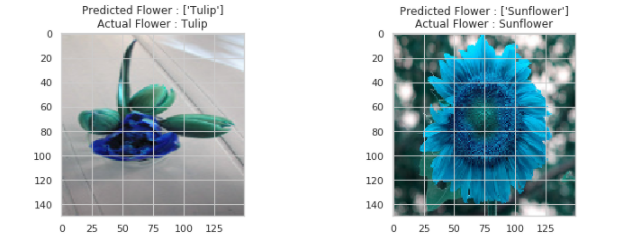 Predicted Flower : ['Tulip']
Actual Flower : Tulip
0
20
40
60
80
100
120
140
0 25 50 75 100 125
Predicted Flower : ['Sunflower']
Actual Flower : Sunflower
0
20
40
60
80
100
120
140
0 25 50 75 100 125